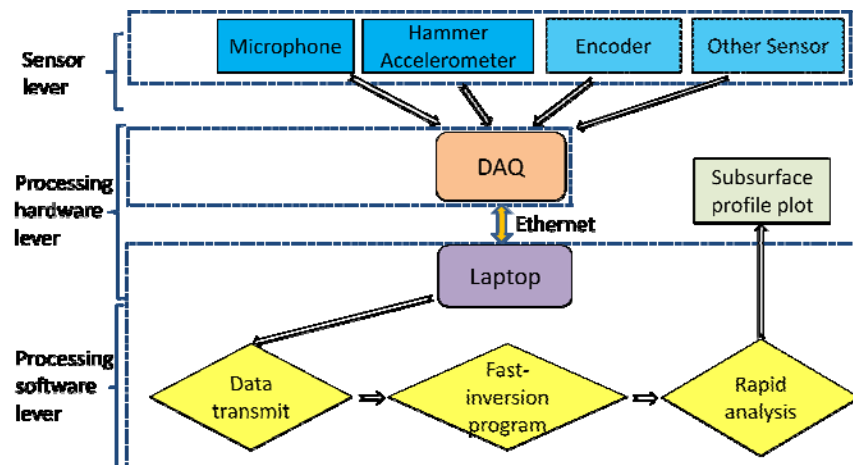 Sensor
lever
Microphone
Hammer
Accelerometer
Encoder
Other Sensor
Processing
hardware
lever
DAQ
Ethernet
Laptop
Subsurface
profile plot
Processing
software
lever
Data
transmit
Fast-
inversion
program
Rapid
analysis